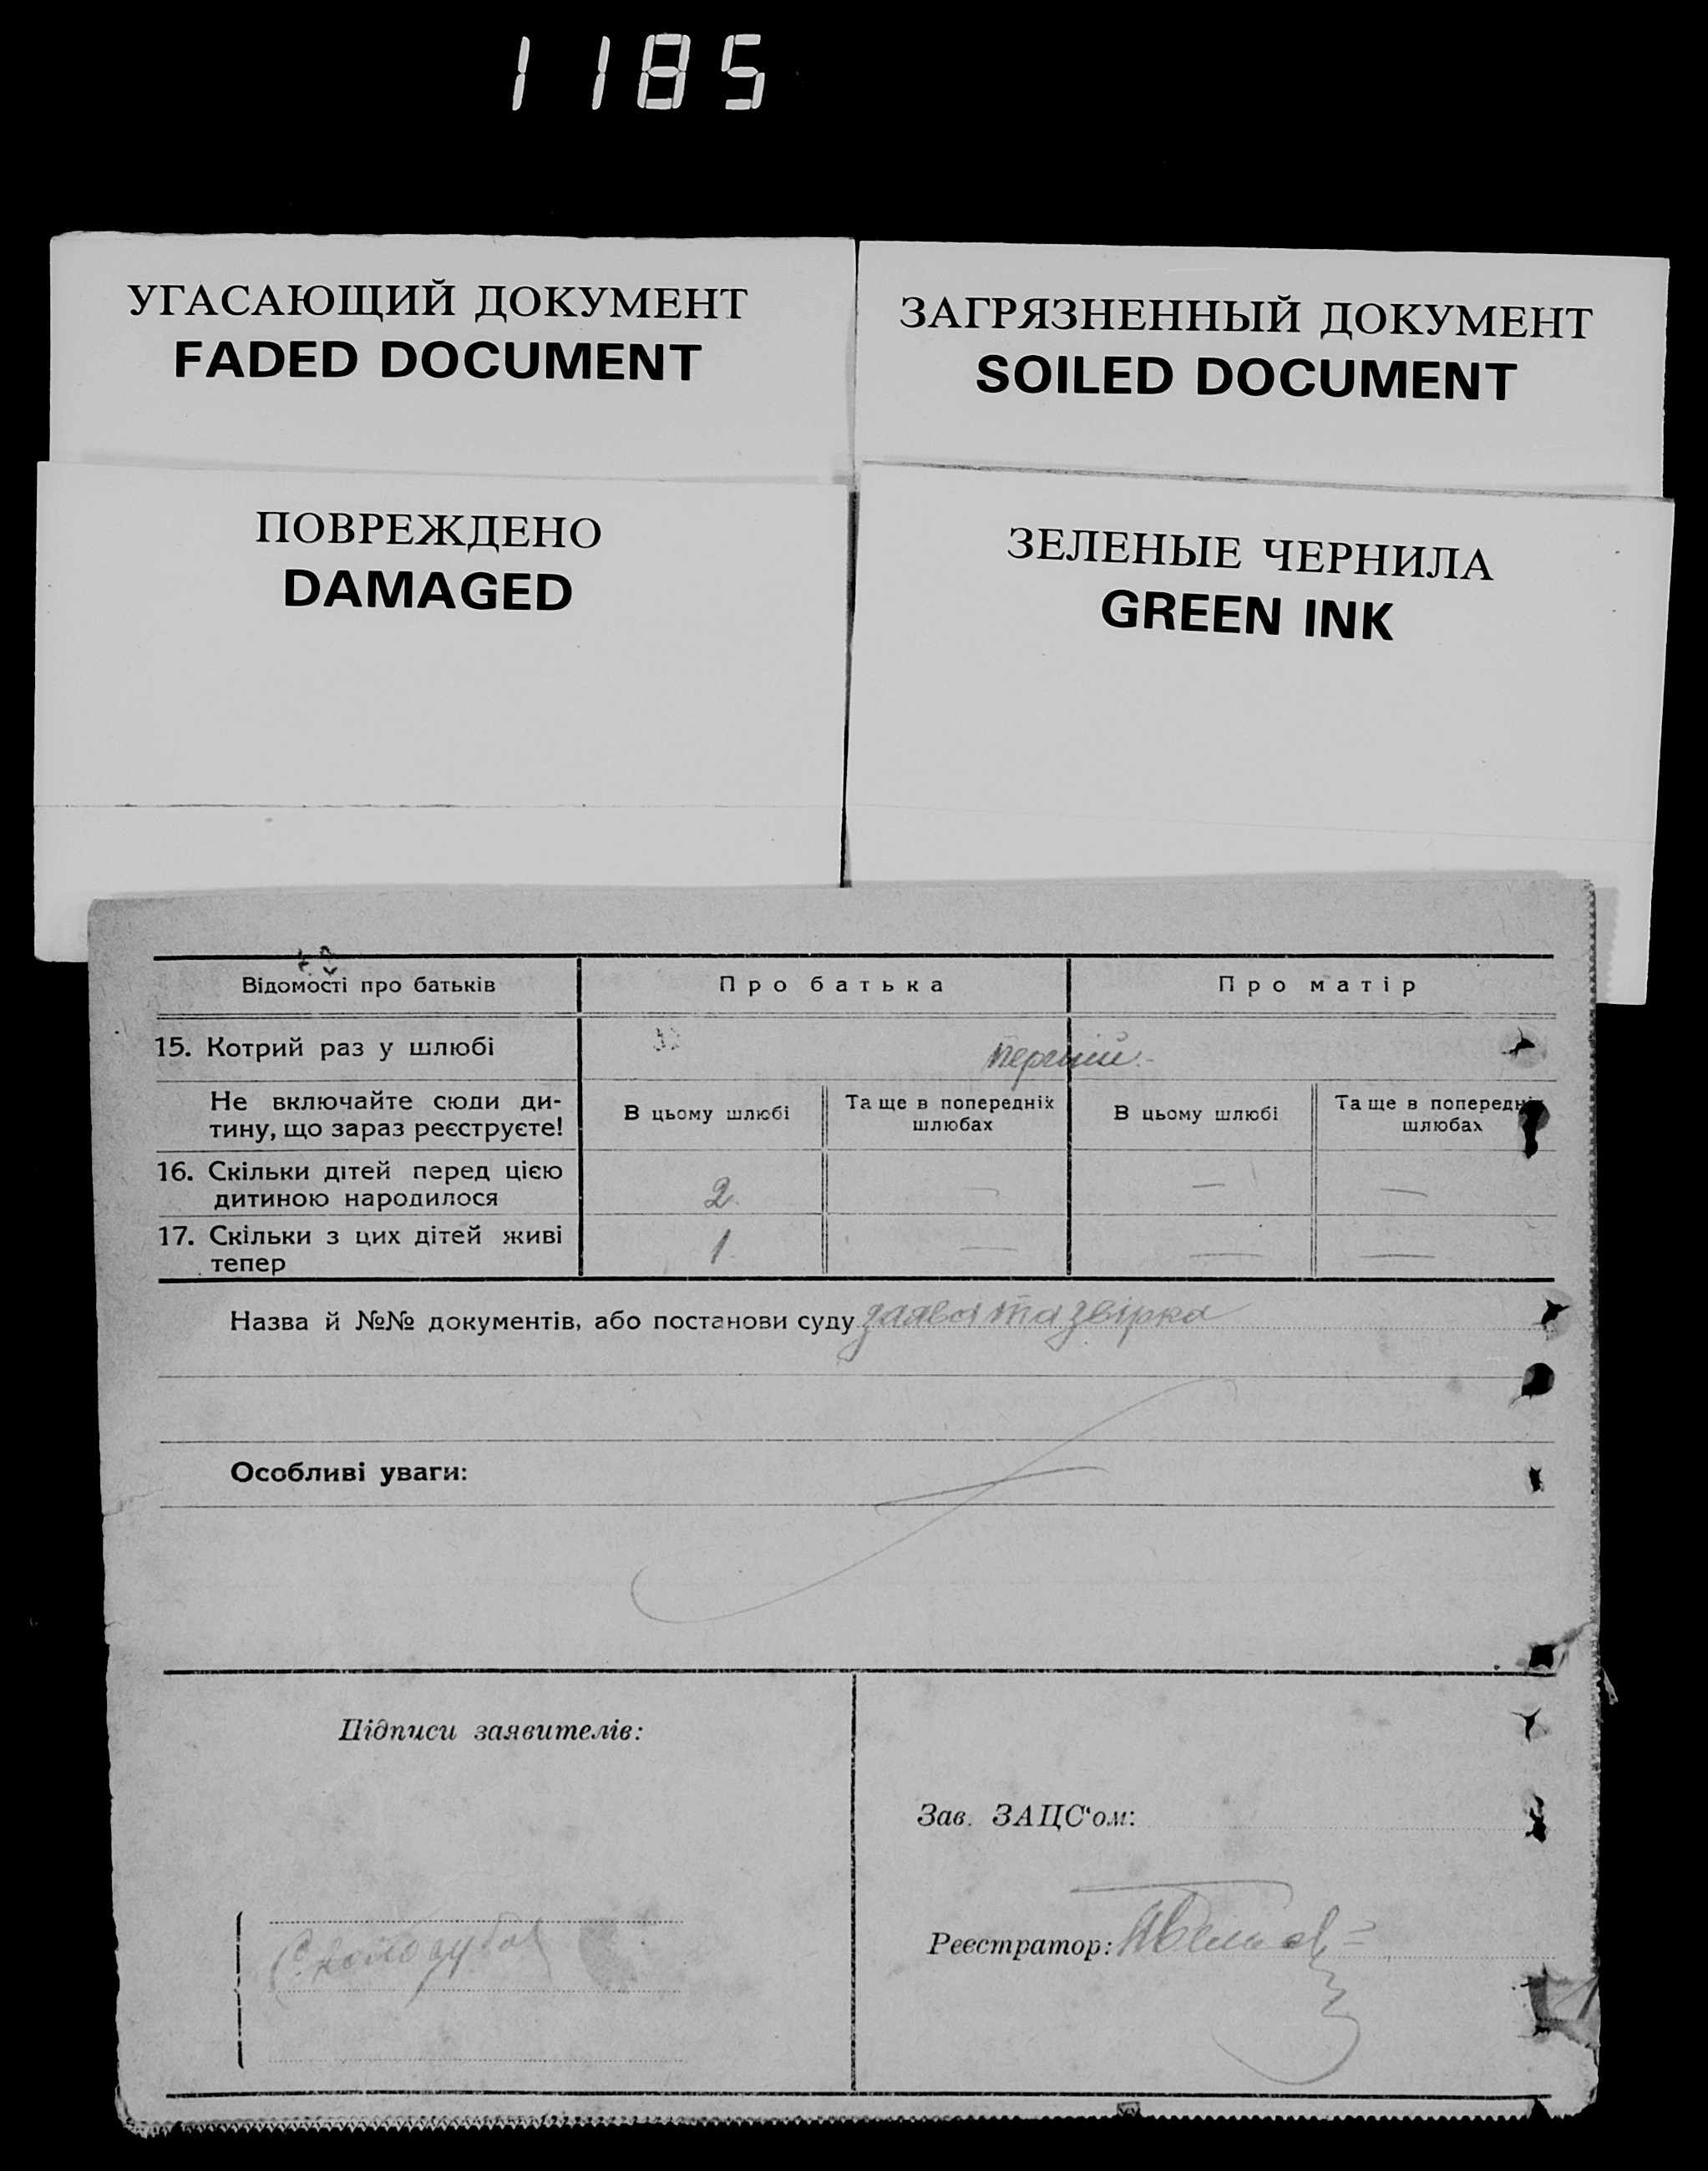 1185
УГАСАЮЩИЙ ДОКУМЕНТ
FADED DOCUMENT
ЗАГРЯЗНЕННЫЙ ДОКУМЕНТ
SOILED DOCUMENT
ПОВРЕЖДЕНО
DAMAGED
ЗЕЛЕНЫЕ ЧЕРНИЛА
GREEN INK
Відомості про батьків
Про батька
Про матір
15. Котрий раз у шлюбі
перший
Не включайте сюди ди-
тину, що зараз реєструєте!
В цьому шлюбі
Та ще в попередніх
шлюбах
В цьому шлюбі
Та ще в попередніх
шлюбах
16. Скільки дітей перед цією
дитиною народилося
2 — — —
17. Скільки з цих дітей живі
тепер
1 — — —
Назва й №№ документів, або постанови суду заява та звірка
Особливі уваги:
Підписи заявителів:
Зав. ЗАЦС‘ом:
Реєстратор: